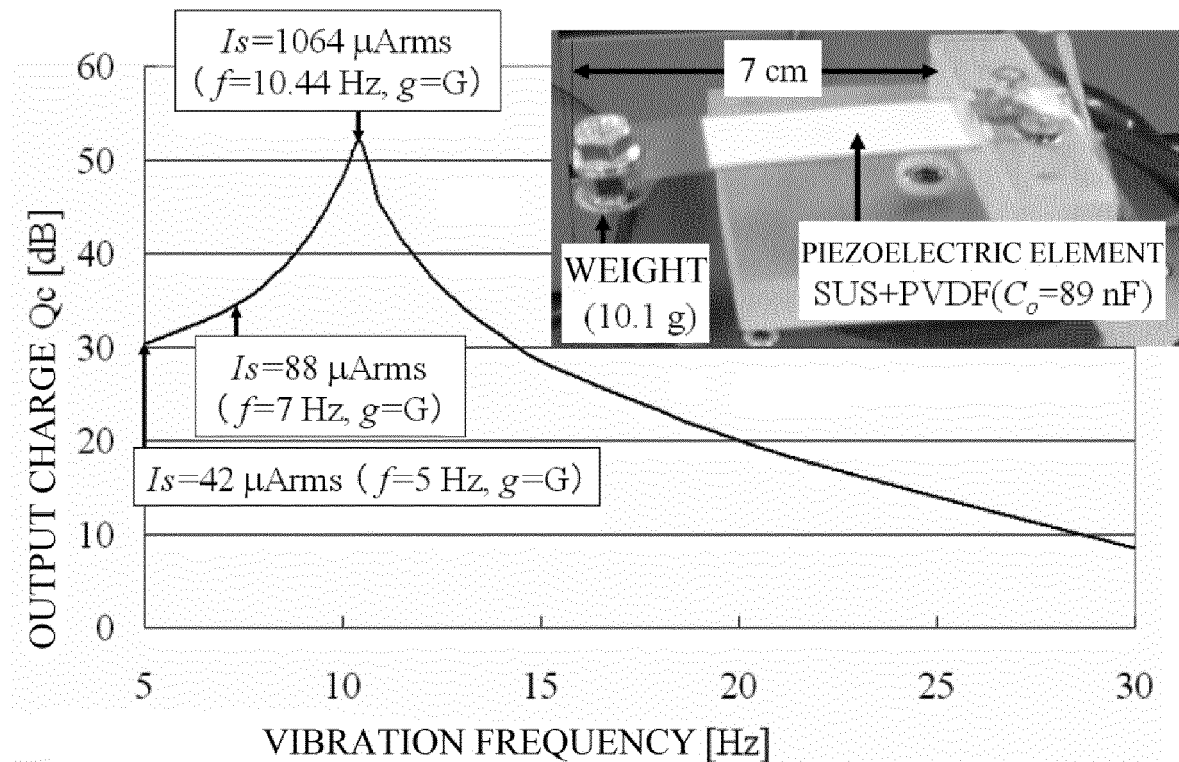 Is=1064 μArms
( f=10.44 Hz, g=G)
60
50
40
30
20
10
0
OUTPUT CHARGE Qc [dB]
7 cm
WEIGHT
(10.1 g)
PIEZOELECTRIC ELEMENT
SUS+PVDF(Co=89 nF)
Is=88 μArms
( f=7 Hz, g=G)
Is=42 μArms ( f=5 Hz, g=G)
5 10 15 20 25 30
VIBRATION FREQUENCY [Hz]